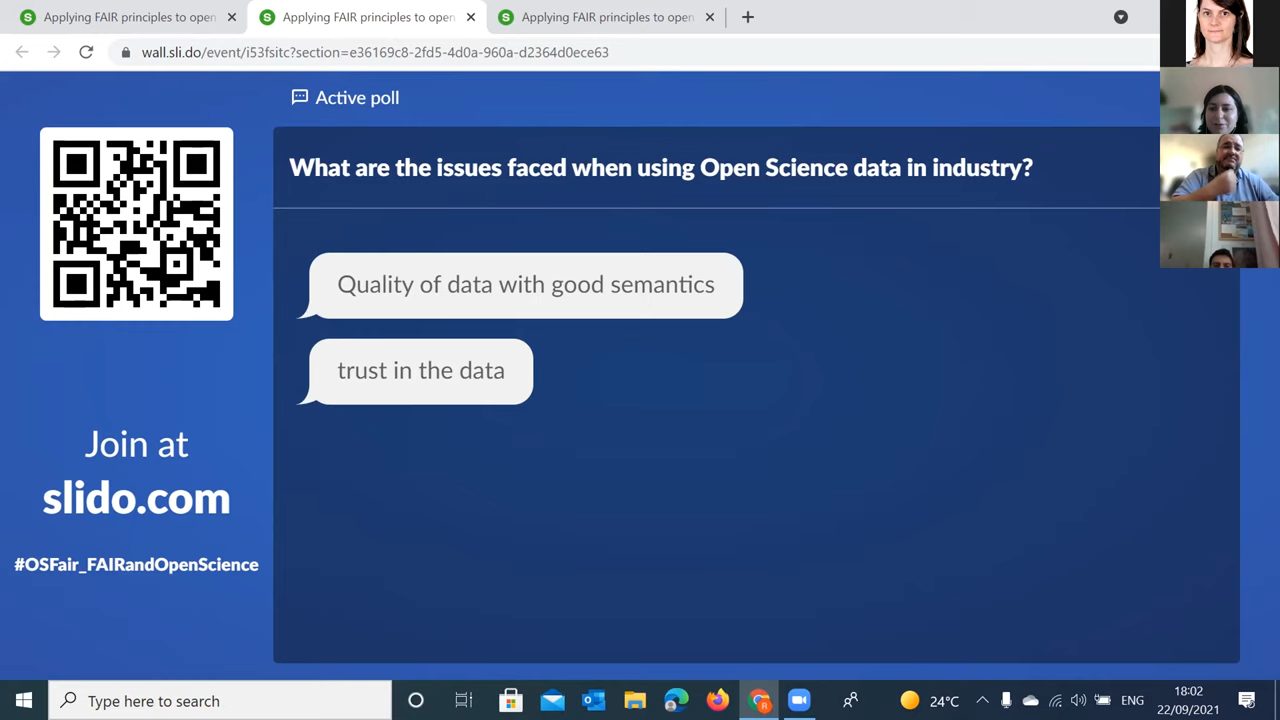 Applying FAIR principles to open
Applying FAIR principles to open
Applying FAIR principles to open
wall.sli.do/event/i53fsitc?section=e36169c8-2fd5-4d0a-960a-d2364d0ece63
Active poll
What are the issues faced when using Open Science data in industry?
Quality of data with good semantics
trust in the data
Join at
slido.com
#OSFair_FAIRandOpenScience
Type here to search
24°C
ENG
18:02
22/09/2021